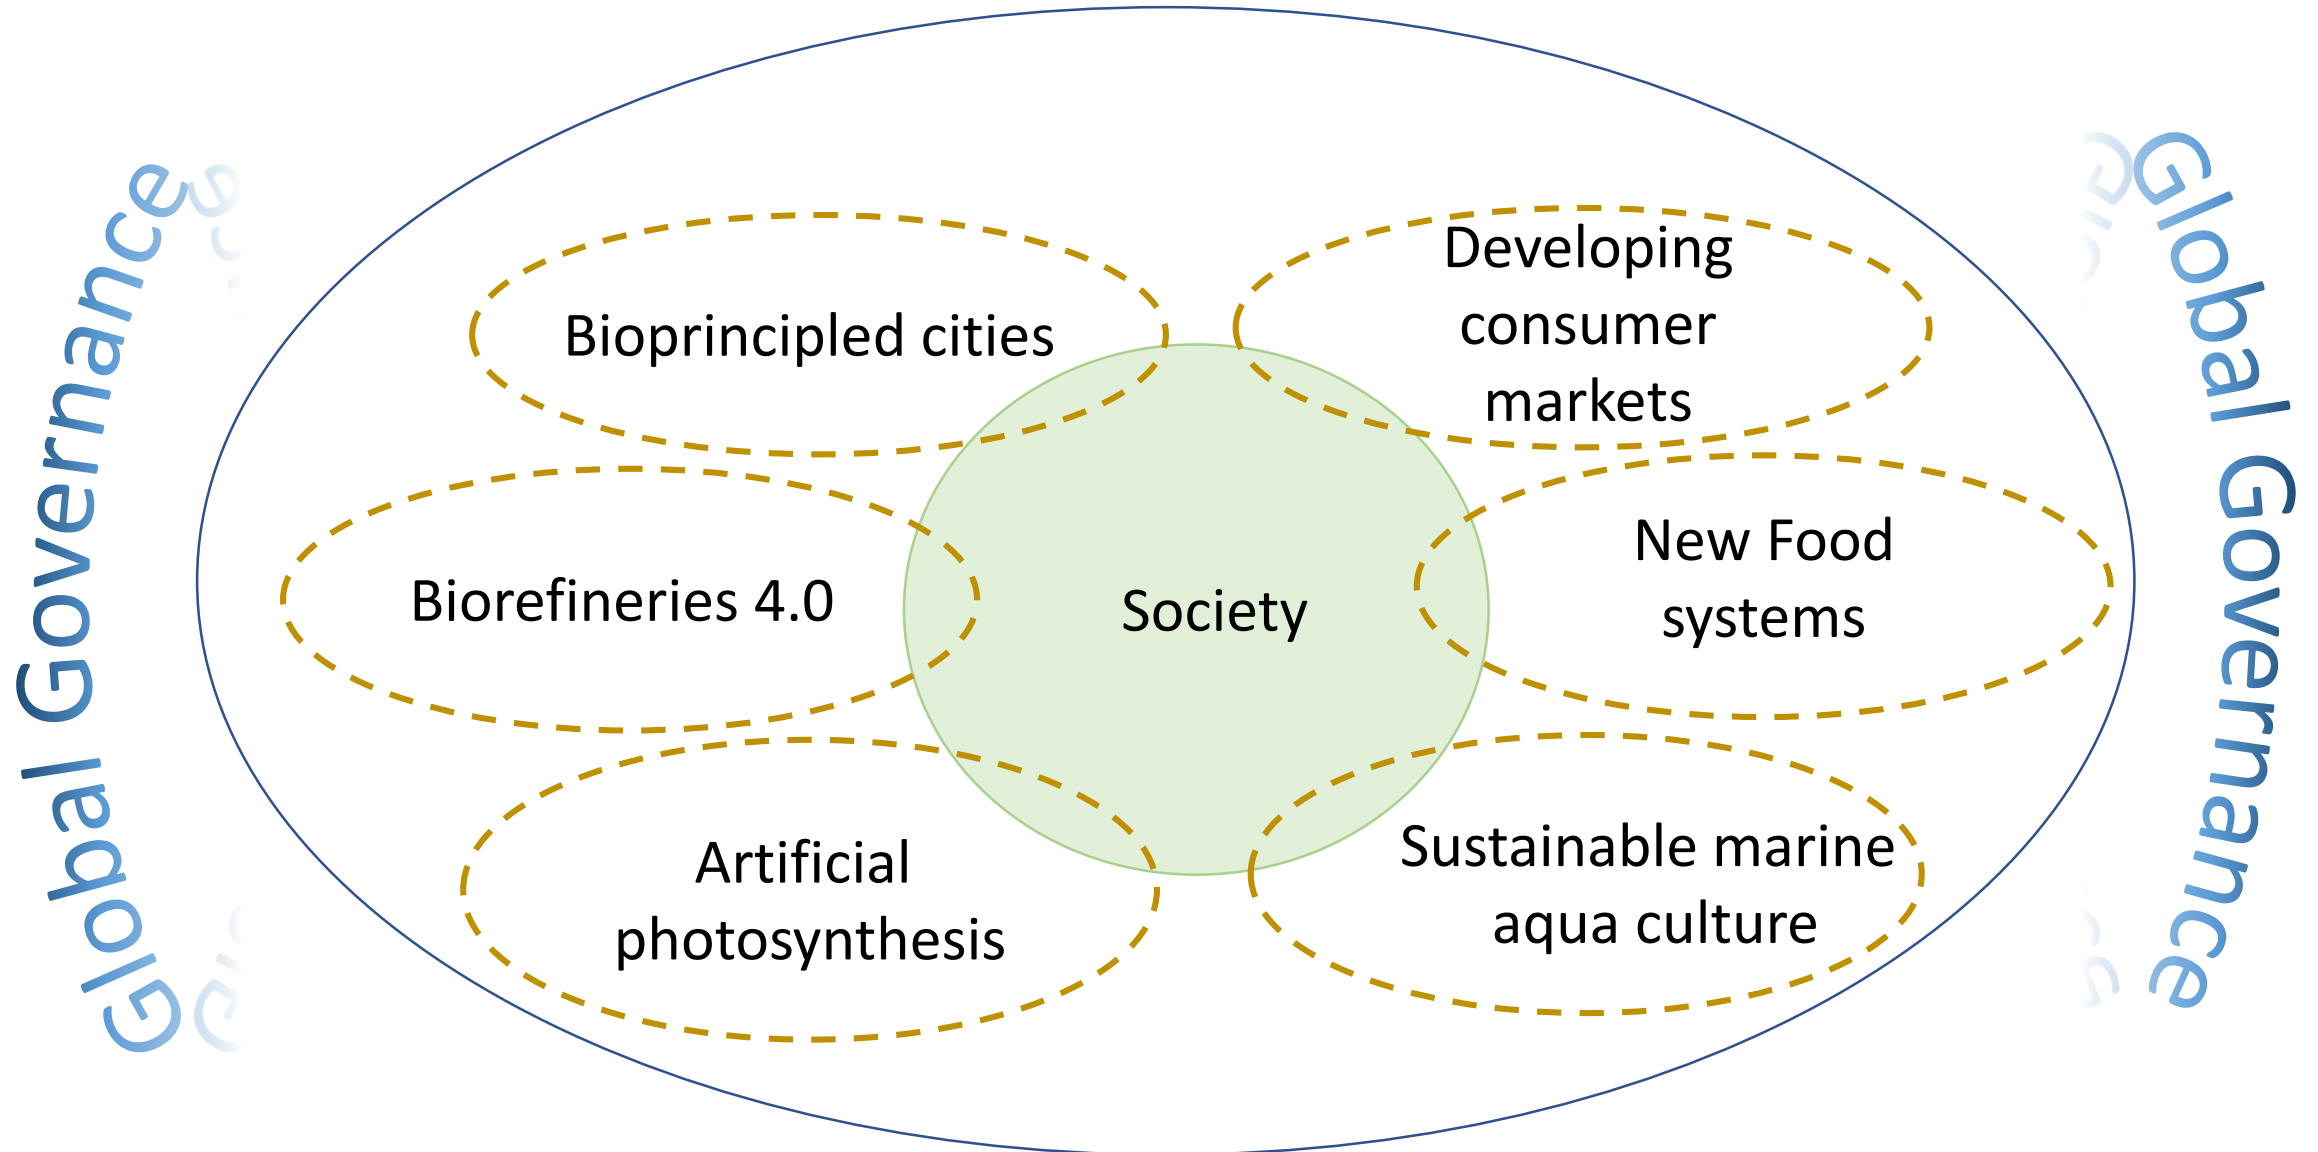 Global Governance
Bioprincipled cities
Developing
consumer
markets
Biorefineries 4.0
Society
New Food
systems
Artificial
photosynthesis
Sustainable marine
aqua culture
Global Governance